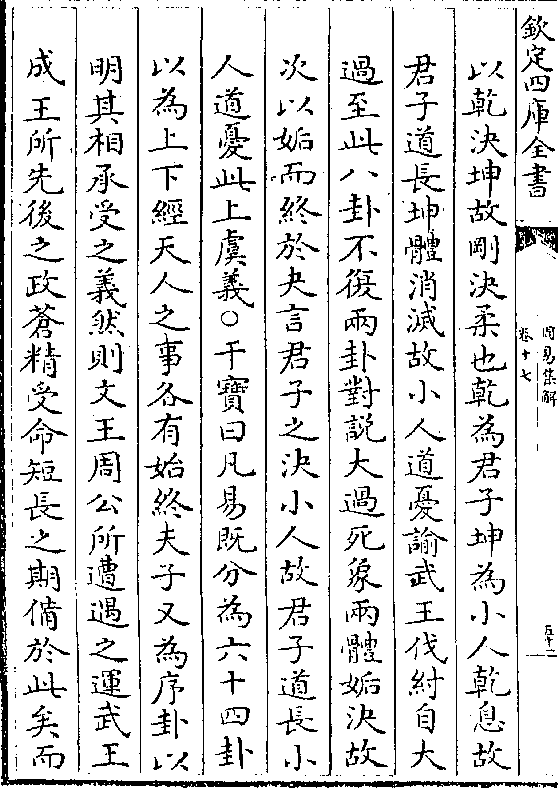 欽定四庫全書
周易集解
卷十七
五十二
以乾決坤故剛決柔也乾為君子坤為小人乾息故
君子道長坤體消滅故小人道憂諭武王伐紂自大
過至此八卦不復兩卦對說大過死象兩體姤決故
次以姤而終於夬言君子之決小人故君子道長小
人道憂此上虞義○干寶曰凡易既分為六十四卦
以為上下經天人之事各有始終夫子又為序卦以
明其相承受之義然則文王周公所遭遇之運武王
成王所先後之政蒼精受命短長之期備於此矣而